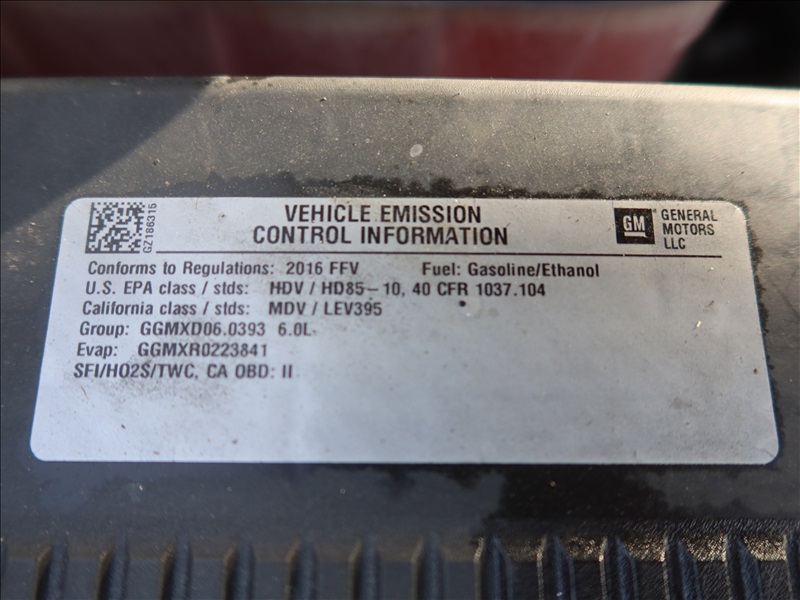 GZ186316
VEHICLE EMISSION
CONTROL INFORMATION
GM
GENERAL
MOTORS
LLC
Conforms to Regulations: 2016 FFV Fuel: Gasoline/Ethanol
U.S. EPA class / stds: HDV / HD85-10, 40 CFR 1037.104
California class / stds: MDV / LEV395
Group: GGMXD06.0393 6.0L
Evap: GGMXR0223841
SFI/HO2S/TWC, CA OBD: II